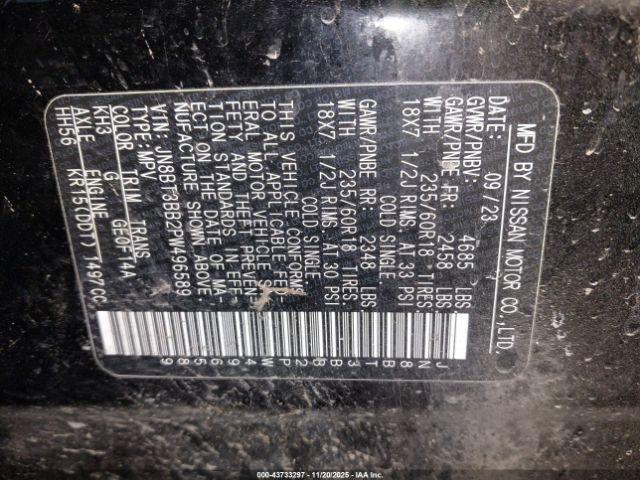 MFD BY NISSAN MOTOR CO.,LTD.
DATE: 09/23
GVWR/PNBV: 4685 LBS
GAWR/PNBE FR: 2458 LBS
WITH 235/60R18 TIRES
18X7 1/2J RIMS, AT 33 PSI
COLD SINGLE
GAWR/PNBE RR: 2348 LBS
WITH 235/60R18 TIRES
18X7 1/2J RIMS, AT 30 PSI
COLD SINGLE
THIS VEHICLE CONFORMS
TO ALL APPLICABLE FED-
ERAL MOTOR VEHICLE SA-
FETY AND THEFT PREVEN-
TION STANDARDS IN EFF-
ECT ON THE DATE OF MA-
NUFACTURE SHOWN ABOVE
VIN: JN8BT3BB2PW496589
TYPE: MPV
COLOR TRIM TRANS
KH3 G GF0F14A
AXLE ENGINE
HH56 KR15(DDT) 1497CC
JN8BT3BB2PW496589
000-43733297 - 11/20/2025 - IAA Inc.